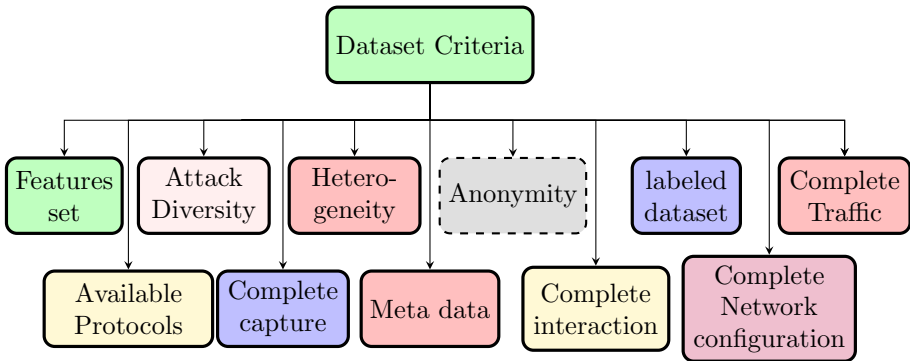 Dataset Criteria
Features
set
Attack
Diversity
Hetero-
geneity
Anonymity
labeled
dataset
Complete
Traffic
Available
Protocols
Complete
capture
Meta data
Complete
interaction
Complete
Network
configuration